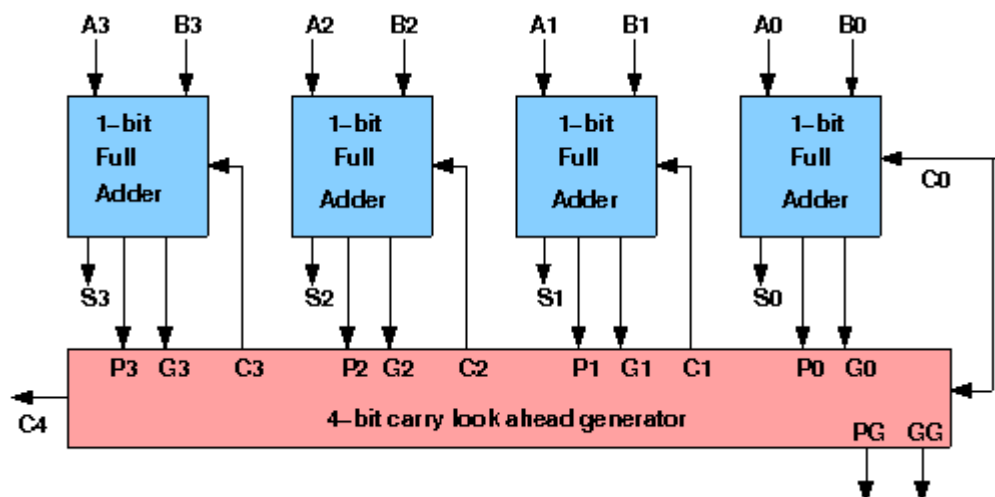 A3 B3 A2 B2 A1 B1 A0 B0
1-bit 1-bit 1-bit 1-bit
Full Full Full Full
Adder Adder Adder Adder
C0
S3 S2 S1 S0
P3 G3 C3 P2 G2 C2 P1 G1 C1 P0 G0
C4
4-bit carry look ahead generator
PG GG